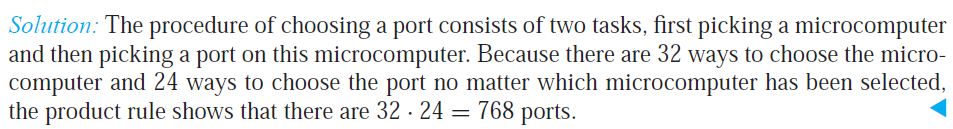 Solution: The procedure of choosing a port consists of two tasks, first picking a microcomputer
and then picking a port on this microcomputer. Because there are 32 ways to choose the micro-
computer and 24 ways to choose the port no matter which microcomputer has been selected,
the product rule shows that there are 32 · 24 = 768 ports.